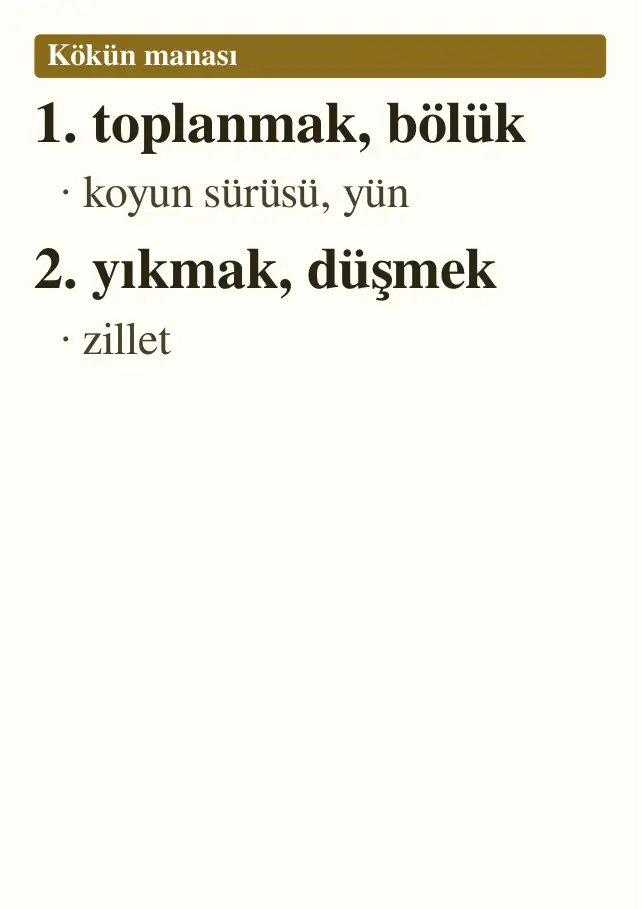 Kökün manası
1. toplanmak, bölük
· koyun sürüsü, yün
2. yıkmak, düşmek
· zillet